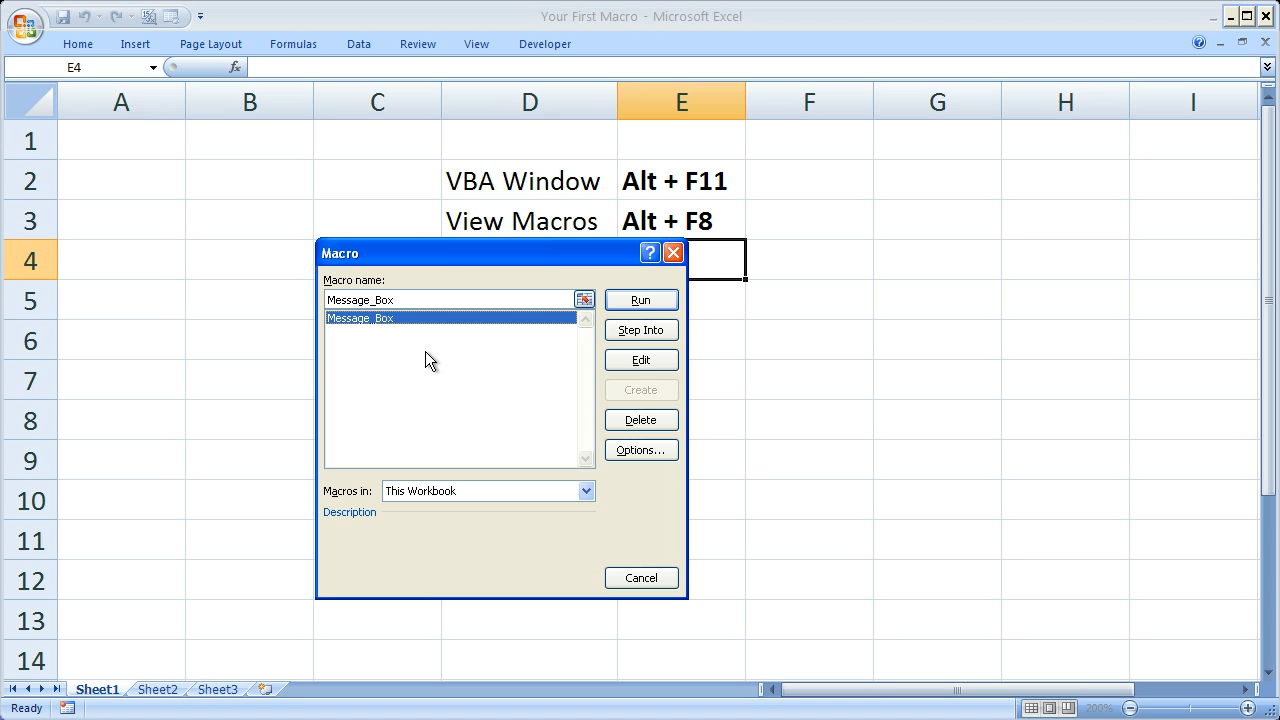 Your First Macro - Microsoft Excel
Home Insert Page Layout Formulas Data Review View Developer
E4 fx
A B C D E F G H I
1
2 VBA Window Alt + F11
3 View Macros Alt + F8
4
5
6
7
8
9
10
11
12
13
14
Macro
Macro name:
Message_Box
Run
Message_Box
Step Into
Edit
Create
Delete
Options...
Macros in: This Workbook
Description
Cancel
Sheet1 Sheet2 Sheet3
Ready 200%